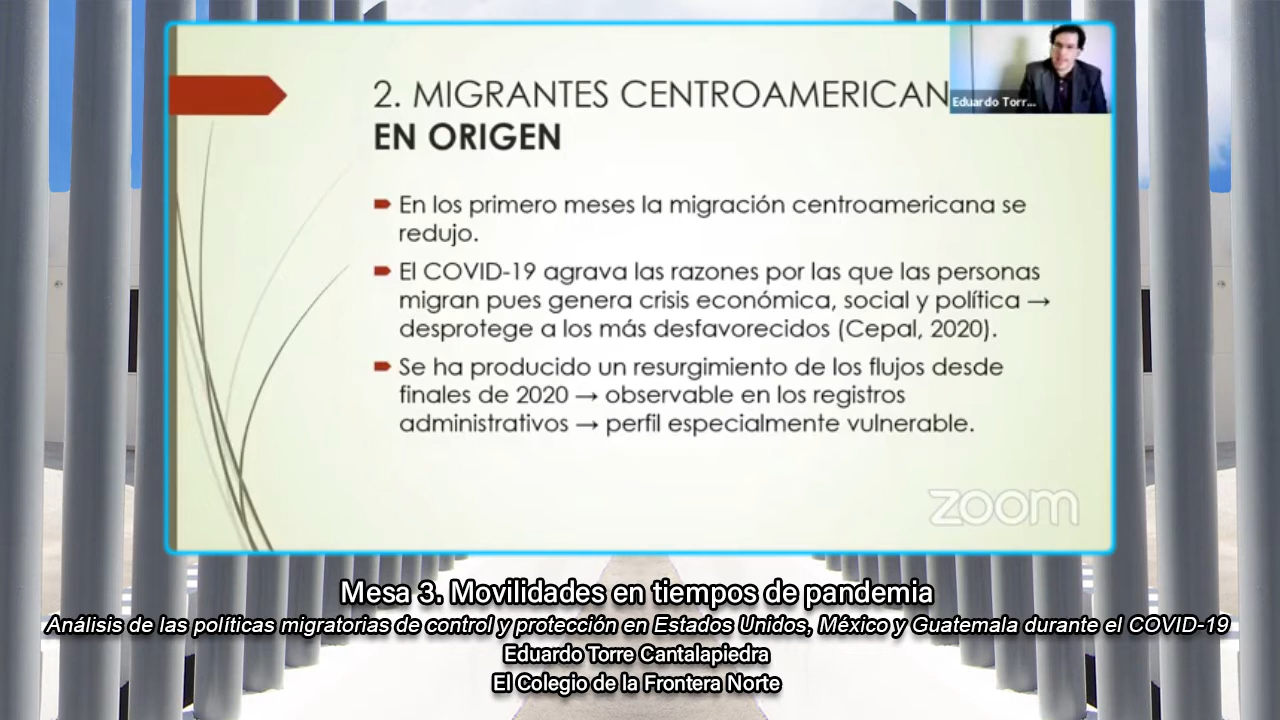 2. MIGRANTES CENTROAMERICAN
EN ORIGEN
Eduardo Torr...
En los primero meses la migración centroamericana se
redujo.
El COVID-19 agrava las razones por las que las personas
migran pues genera crisis económica, social y política →
desprotege a los más desfavorecidos (Cepal, 2020).
Se ha producido un resurgimiento de los flujos desde
finales de 2020 → observable en los registros
administrativos → perfil especialmente vulnerable.
zoom
Mesa 3. Movilidades en tiempos de pandemia
Análisis de las políticas migratorias de control y protección en Estados Unidos, México y Guatemala durante el COVID-19
Eduardo Torre Cantalapiedra
El Colegio de la Frontera Norte